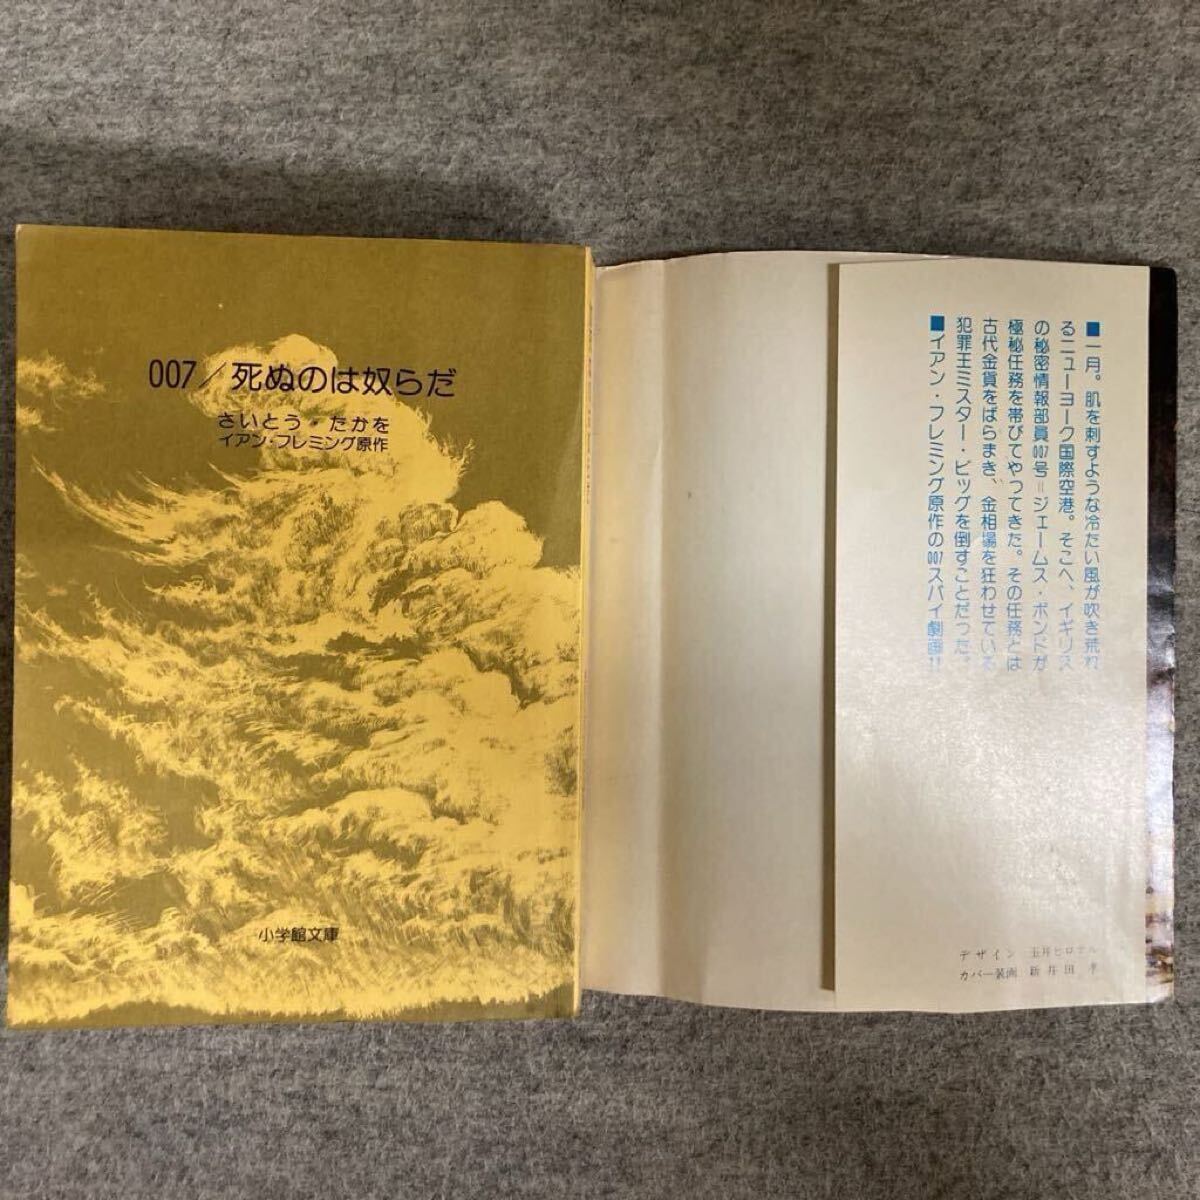 007/死ぬのは奴らだ
さいとう・たかを
イアン・フレミング原作
小学館文庫
■一月。肌を刺すような冷たい風が吹き荒れ
るニューヨーク国際空港。そこへ、イギリス
の秘密情報部員007号=ジェームス・ボンドが
極秘任務を帯びてやってきた。その任務とは
古代金貨をばらまき、金相場を狂わせている
犯罪王ミスター・ビッグを倒すことだった。
■イアン・フレミング原作の007スパイ劇画!!
デザイン 玉井ヒロテル
カバー装画 新井田 孝